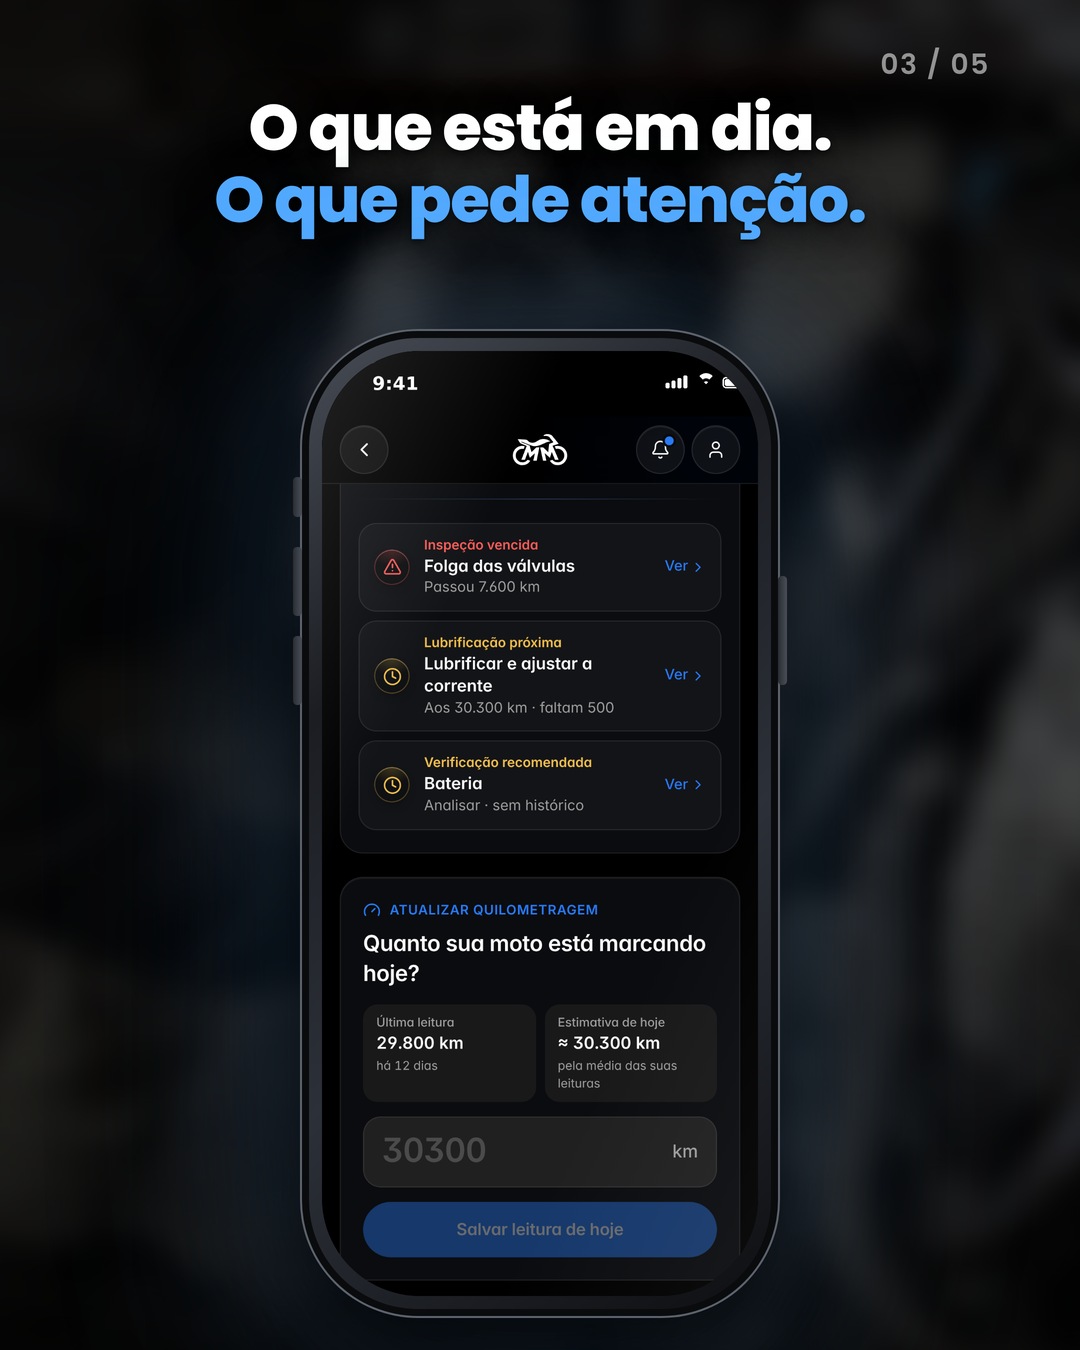 03 / 05
O que está em dia.
O que pede atenção.
9:41
MM
Inspeção vencida
Folga das válvulas
Passou 7.600 km
Ver
Lubrificação próxima
Lubrificar e ajustar a
corrente
Aos 30.300 km · faltam 500
Ver
Verificação recomendada
Bateria
Analisar · sem histórico
Ver
ATUALIZAR QUILOMETRAGEM
Quanto sua moto está marcando
hoje?
Última leitura
29.800 km
há 12 dias
Estimativa de hoje
≈ 30.300 km
pela média das suas
leituras
30300
km
Salvar leitura de hoje